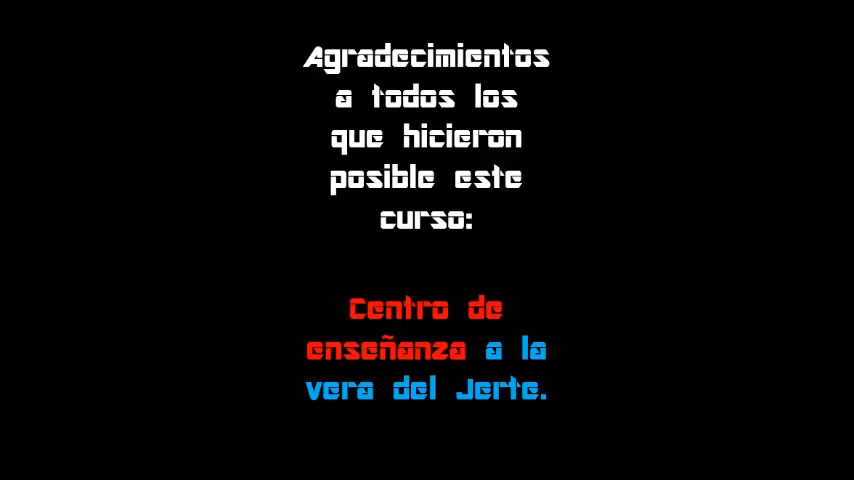 Agradecimientos
a todos los
que hicieron
posible este
curso:
Centro de
enseñanza a la
vera del Jerte.